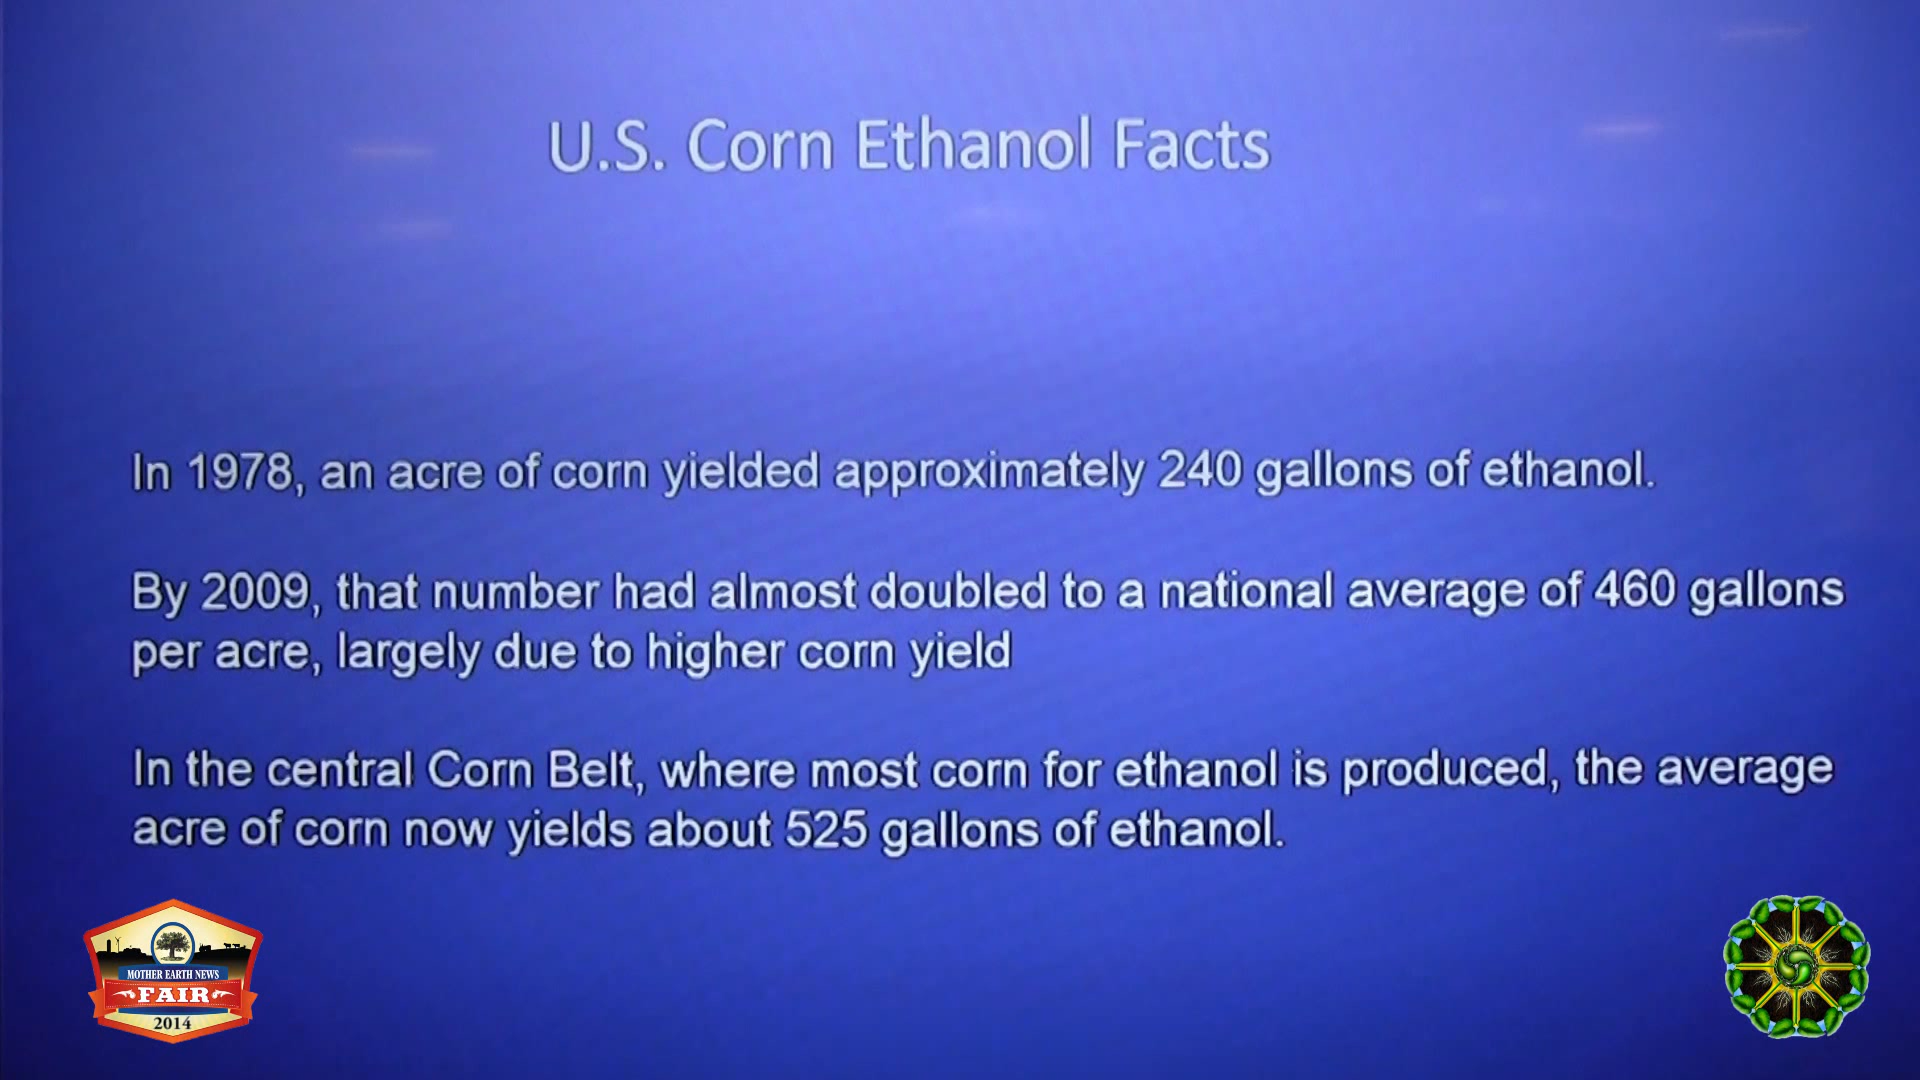 U.S. Corn Ethanol Facts
In 1978, an acre of corn yielded approximately 240 gallons of ethanol.
By 2009, that number had almost doubled to a national average of 460 gallons
per acre, largely due to higher corn yield
In the central Corn Belt, where most corn for ethanol is produced, the average
acre of corn now yields about 525 gallons of ethanol.
MOTHER EARTH NEWS
FAIR
2014